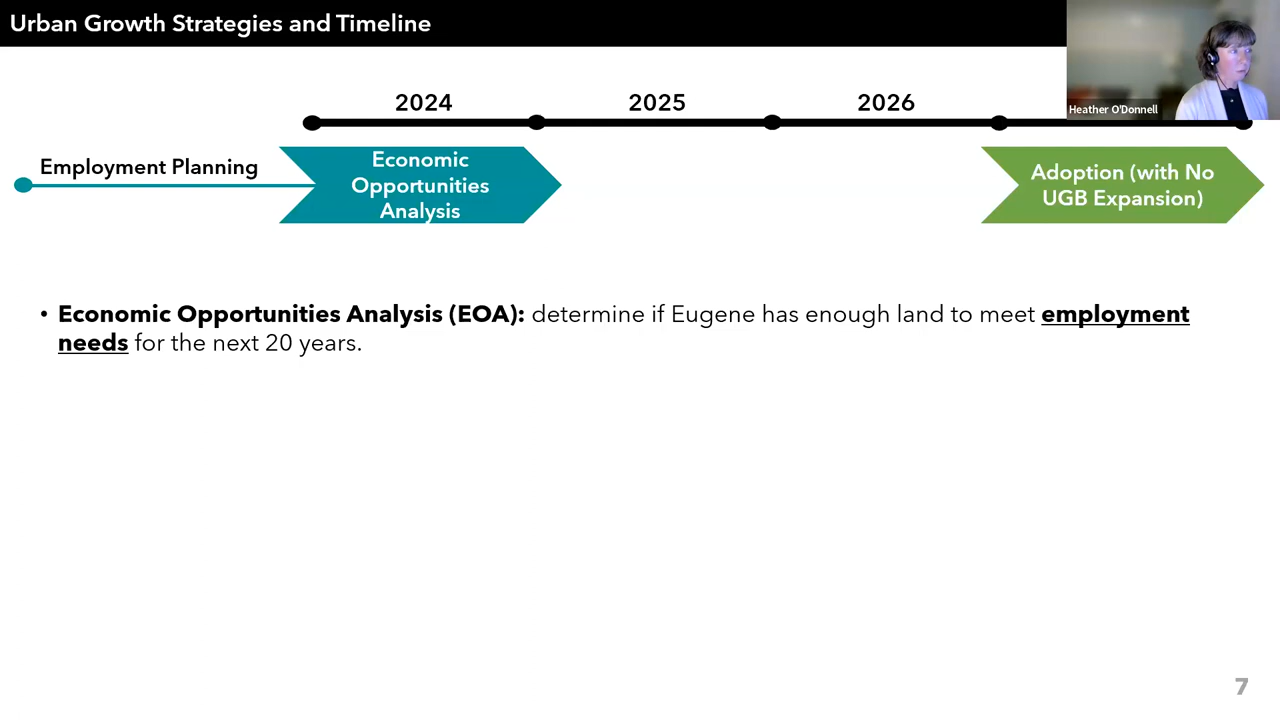 Urban Growth Strategies and Timeline
Heather O'Donnell
2024
2025
2026
Employment Planning
Economic
Opportunities
Analysis
Adoption (with No
UGB Expansion)
• Economic Opportunities Analysis (EOA): determine if Eugene has enough land to meet employment
needs for the next 20 years.
7